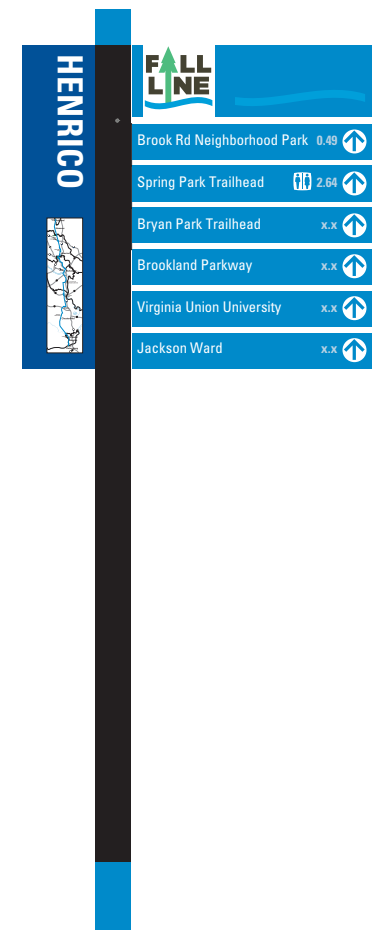 HENRICO
FALL
LINE
Brook Rd Neighborhood Park 0.49
Spring Park Trailhead 2.64
Bryan Park Trailhead x.x
Brookland Parkway x.x
Virginia Union University x.x
Jackson Ward x.x